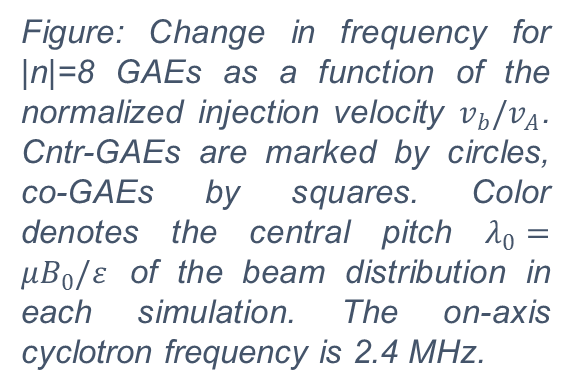 Figure: Change in frequency for
|n|=8 GAEs as a function of the
normalized injection velocity 𝑣𝑏/𝑣𝐴.
Cntr-GAEs are marked by circles,
co-GAEs by squares. Color
denotes the central pitch 𝜆0 =
𝜇𝐵0/𝜀 of the beam distribution in
each simulation. The on-axis
cyclotron frequency is 2.4 MHz.